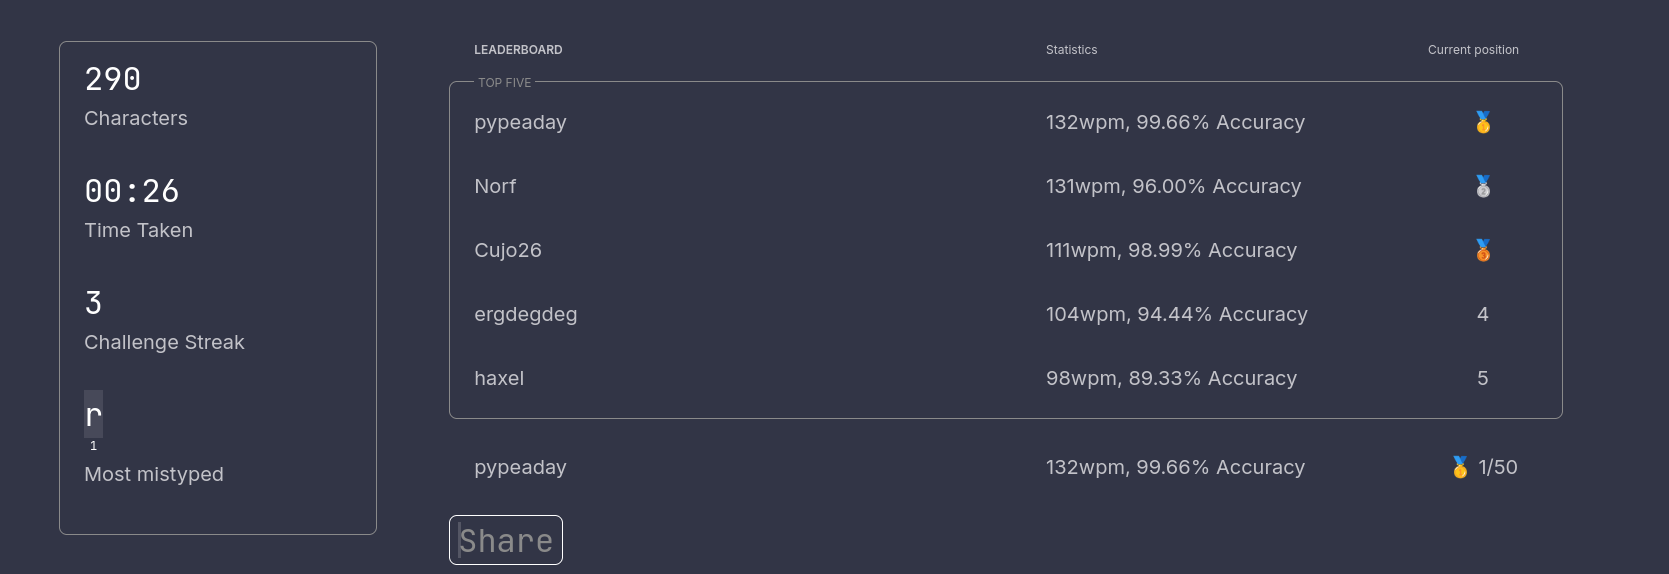 290
Characters
00:26
Time Taken
3
Challenge Streak
r
1
Most mistyped
LEADERBOARD Statistics Current position
TOP FIVE
pypeaday 132wpm, 99.66% Accuracy 🥇
Norf 131wpm, 96.00% Accuracy 🥈
Cujo26 111wpm, 98.99% Accuracy 🥉
ergdegdeg 104wpm, 94.44% Accuracy 4
haxel 98wpm, 89.33% Accuracy 5
pypeaday 132wpm, 99.66% Accuracy 🥇 1/50
Share